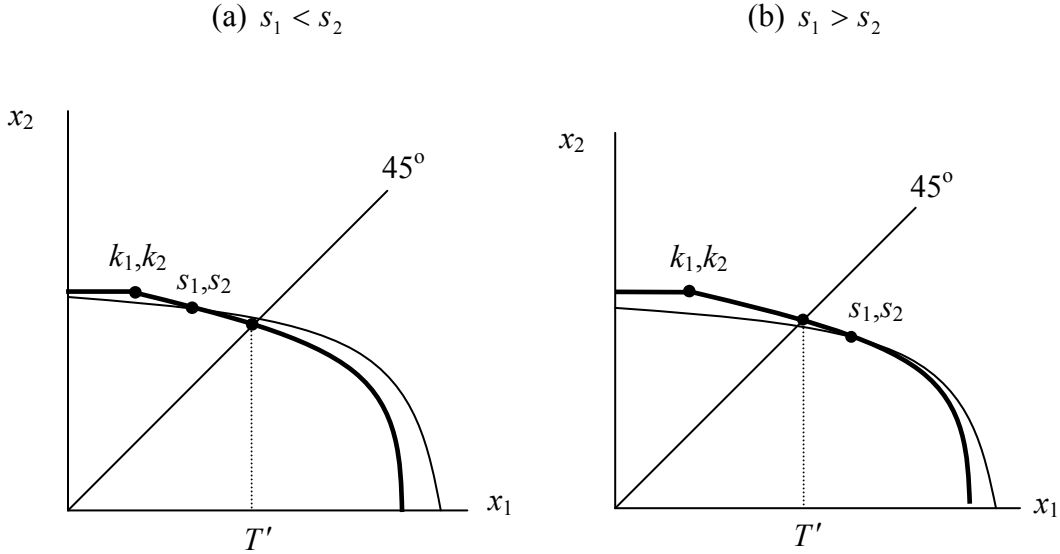 (a) s₁ < s₂
(b) s₁ > s₂
x₂
45°
k₁,k₂
s₁,s₂
x₁
T′
x₂
45°
k₁,k₂
s₁,s₂
x₁
T′